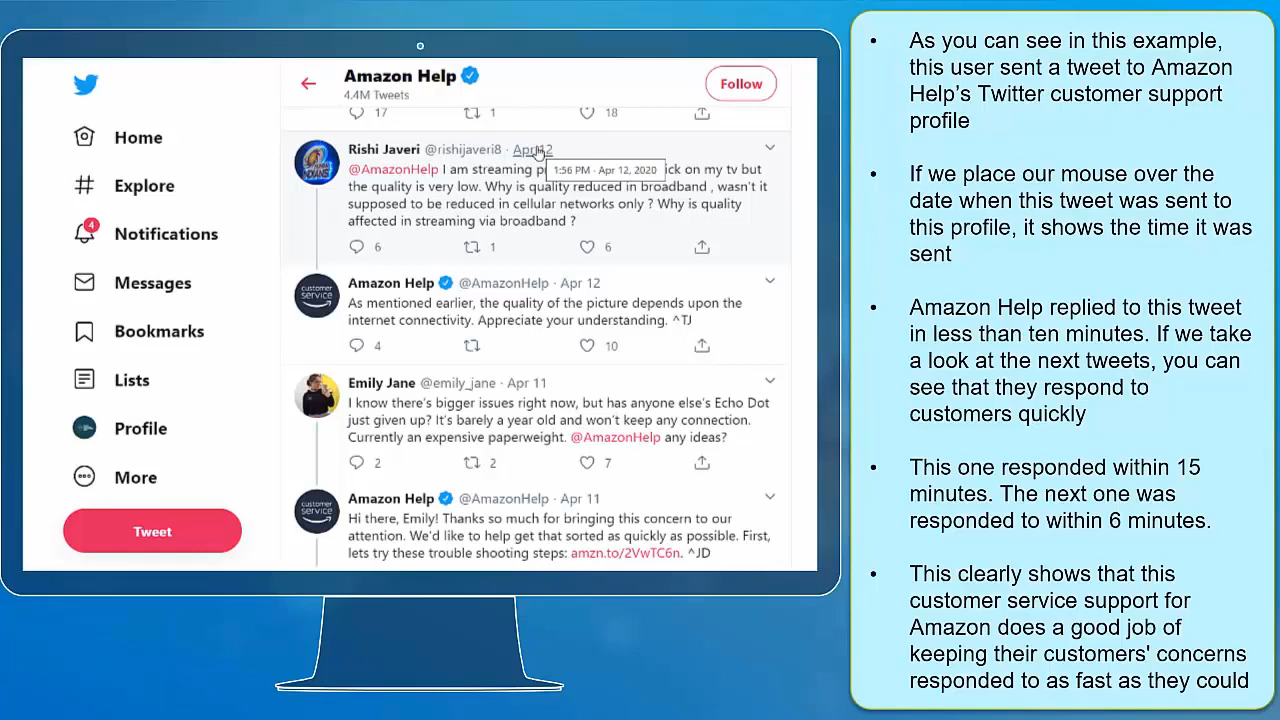 Amazon Help
4.4M Tweets
Follow
17 1 18
Home
Explore
4
Notifications
Messages
Bookmarks
Lists
Profile
More
Tweet
Rishi Javeri @rishijaveri8 · Apr 12
1:56 PM - Apr 12, 2020
@AmazonHelp I am streaming ick on my tv but
the quality is very low. Why is quality reduced in broadband , wasn't it
supposed to be reduced in cellular networks only ? Why is quality
affected in streaming via broadband ?
6 1 6
customer
service
Amazon Help @AmazonHelp · Apr 12
As mentioned earlier, the quality of the picture depends upon the
internet connectivity. Appreciate your understanding. ^TJ
4 10
Emily Jane @emily_jane · Apr 11
I know there's bigger issues right now, but has anyone else's Echo Dot
just given up? It's barely a year old and won't keep any connection.
Currently an expensive paperweight. @AmazonHelp any ideas?
2 2 7
customer
service
Amazon Help @AmazonHelp · Apr 11
Hi there, Emily! Thanks so much for bringing this concern to our
attention. We'd like to help get that sorted as quickly as possible. First,
lets try these trouble shooting steps: amzn.to/2VwTC6n. ^JD
• As you can see in this example,
this user sent a tweet to Amazon
Help's Twitter customer support
profile
• If we place our mouse over the
date when this tweet was sent to
this profile, it shows the time it was
sent
• Amazon Help replied to this tweet
in less than ten minutes. If we take
a look at the next tweets, you can
see that they respond to
customers quickly
• This one responded within 15
minutes. The next one was
responded to within 6 minutes.
• This clearly shows that this
customer service support for
Amazon does a good job of
keeping their customers' concerns
responded to as fast as they could